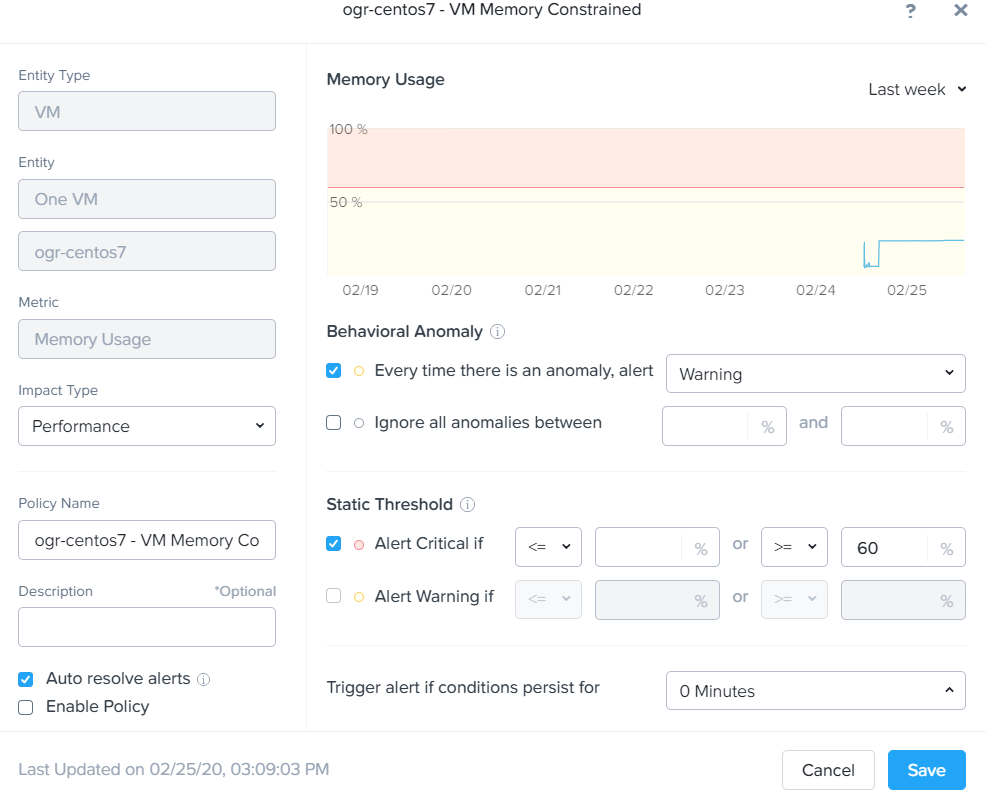 ogr-centos7 - VM Memory Constrained
?
Entity Type
VM
Entity
One VM
ogr-centos7
Metric
Memory Usage
Impact Type
Performance
Policy Name
ogr-centos7 - VM Memory Co
Description *Optional
Auto resolve alerts
Enable Policy
Memory Usage
Last week
100 %
50 %
02/19 02/20 02/21 02/22 02/23 02/24 02/25
Behavioral Anomaly
Every time there is an anomaly, alert Warning
Ignore all anomalies between % and %
Static Threshold
Alert Critical if <= % or >= 60 %
Alert Warning if <= % or >= %
Trigger alert if conditions persist for 0 Minutes
Last Updated on 02/25/20, 03:09:03 PM
Cancel Save